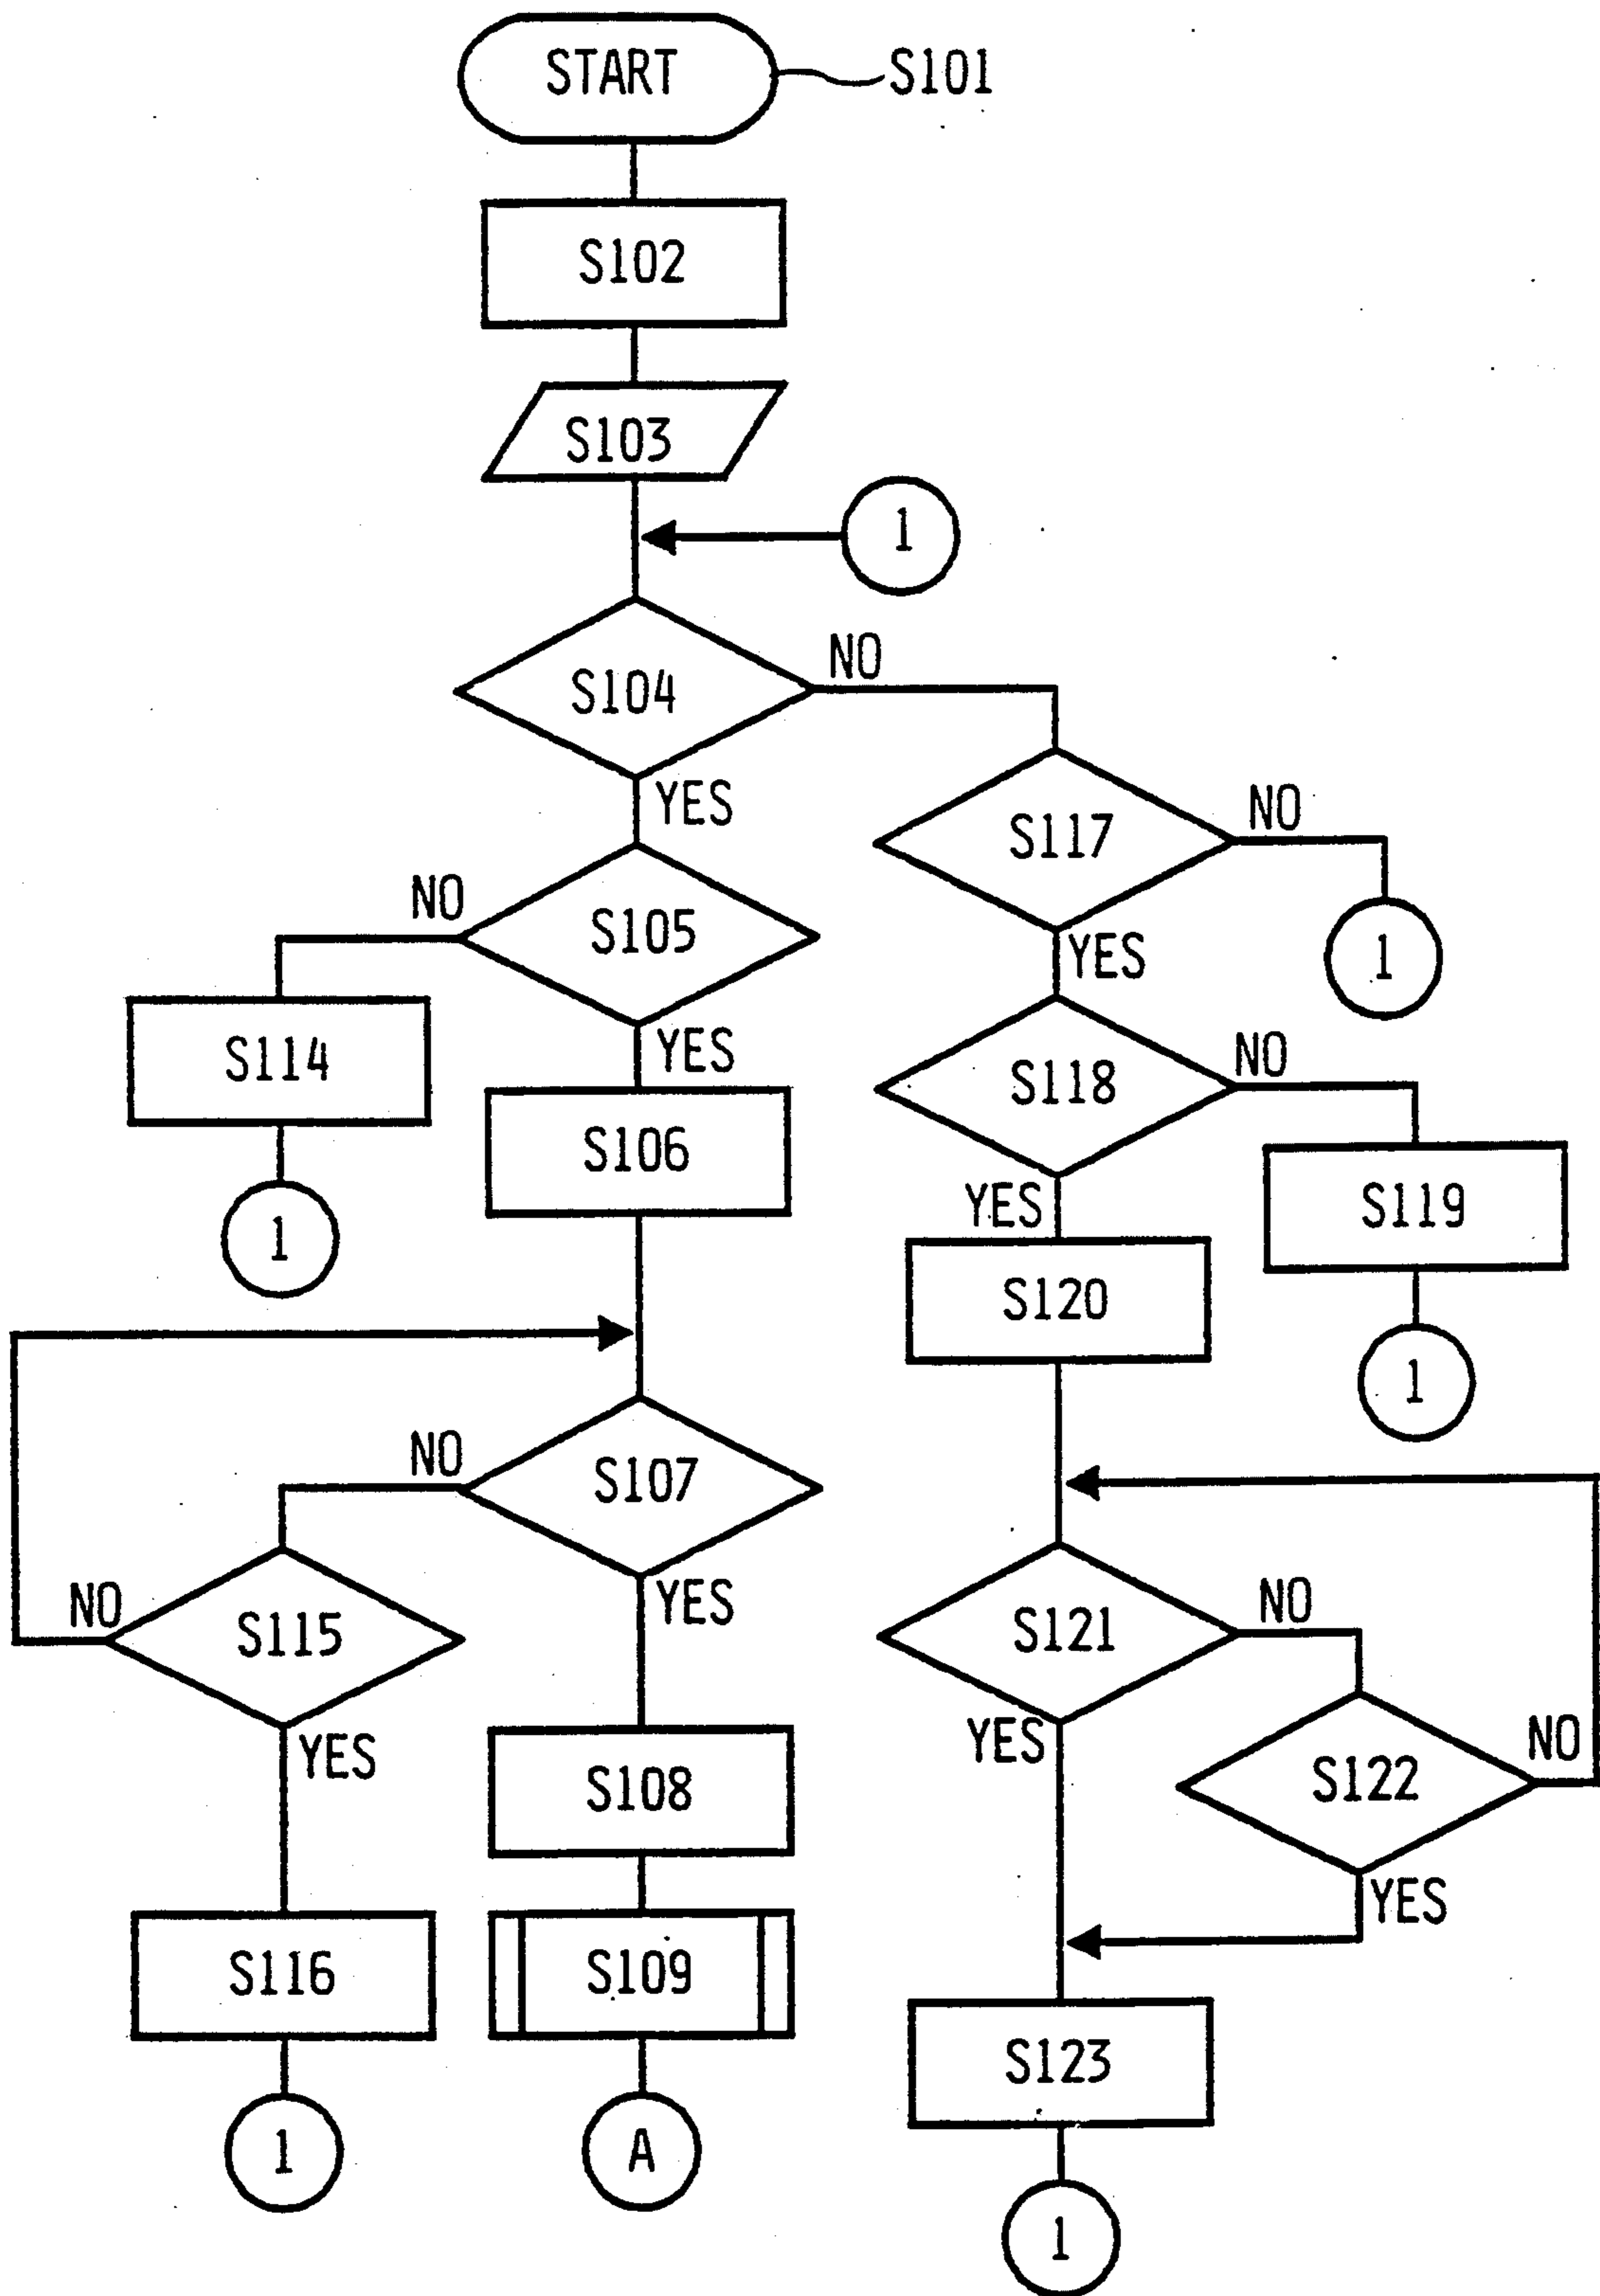 START
S101
S102
S103
1
S104
NO
YES
S117
NO
1
YES
S105
NO
YES
S114
1
S106
S118
NO
YES
S119
1
S120
S107
NO
YES
S115
NO
YES
S121
NO
YES
S122
NO
YES
S108
S116
S109
S123
1
A
1